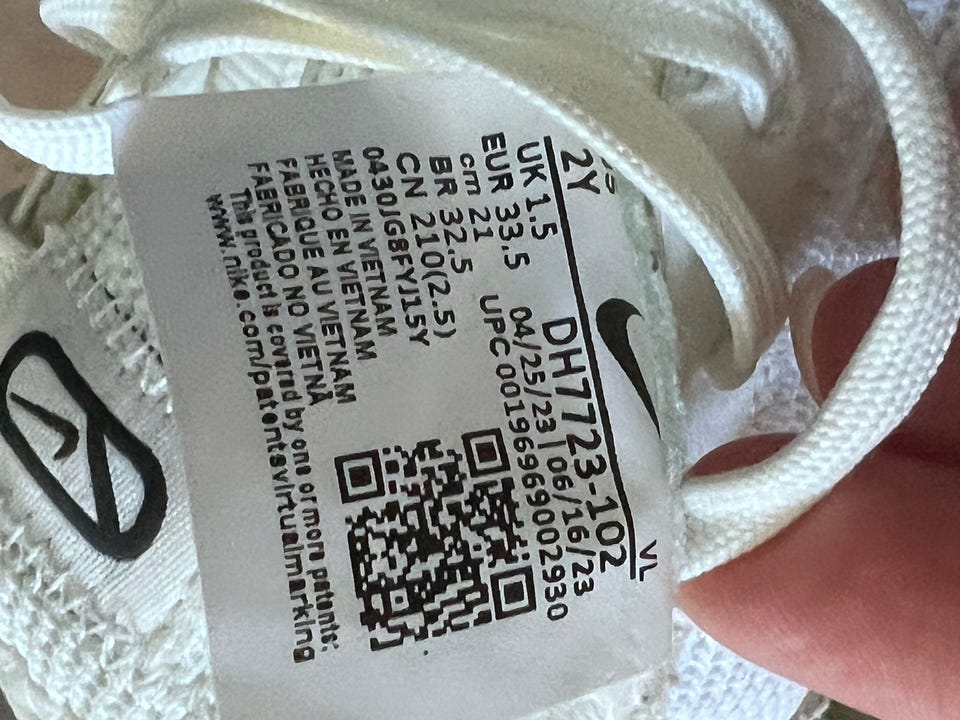 2Y
DH7723-102
VL
UK 1.5
04/25/23 | 06/16/23
EUR 33.5
UPC 00196969002930
cm 21
BR 32.5
CN 210(2.5)
0430JG8FYJ15Y
MADE IN VIETNAM
HECHO EN VIETNAM
FABRIQUE AU VIETNAM
FABRICADO NO VIETNÃ
This product is covered by one or more patents:
www.nike.com/patentsvirtualmarking